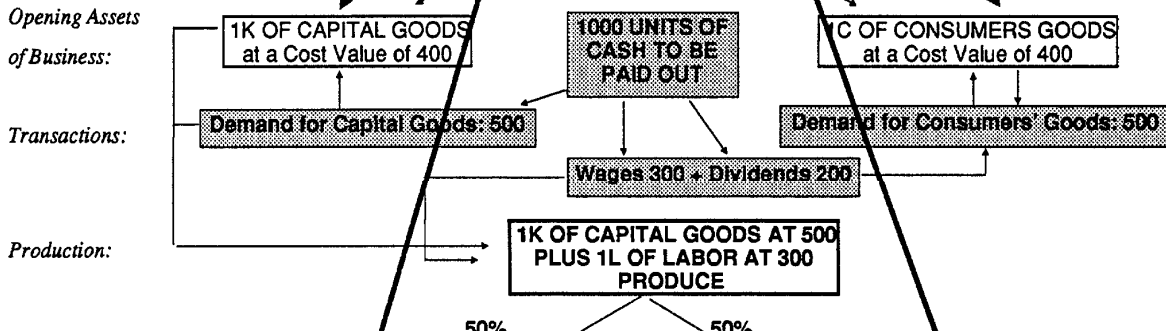 Opening Assets
of Business:
1K OF CAPITAL GOODS
at a Cost Value of 400
1000 UNITS OF
CASH TO BE
PAID OUT
1C OF CONSUMERS GOODS
at a Cost Value of 400
Transactions:
Demand for Capital Goods: 500
Demand for Consumers' Goods: 500
Wages 300 + Dividends 200
Production:
1K OF CAPITAL GOODS AT 500
PLUS 1L OF LABOR AT 300
PRODUCE
50%
50%